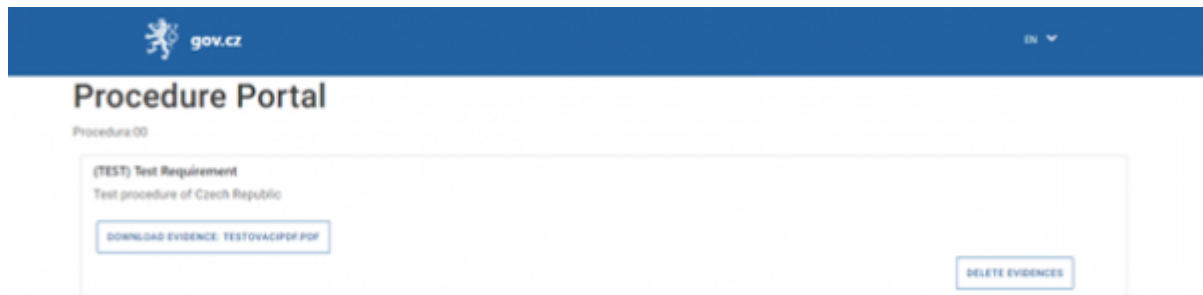 gov.cz
EN
Procedure Portal
Procedura:00
(TEST) Test Requirement
Test procedure of Czech Republic
DOWNLOAD EVIDENCE: TESTOVACIPDF.PDF
DELETE EVIDENCES